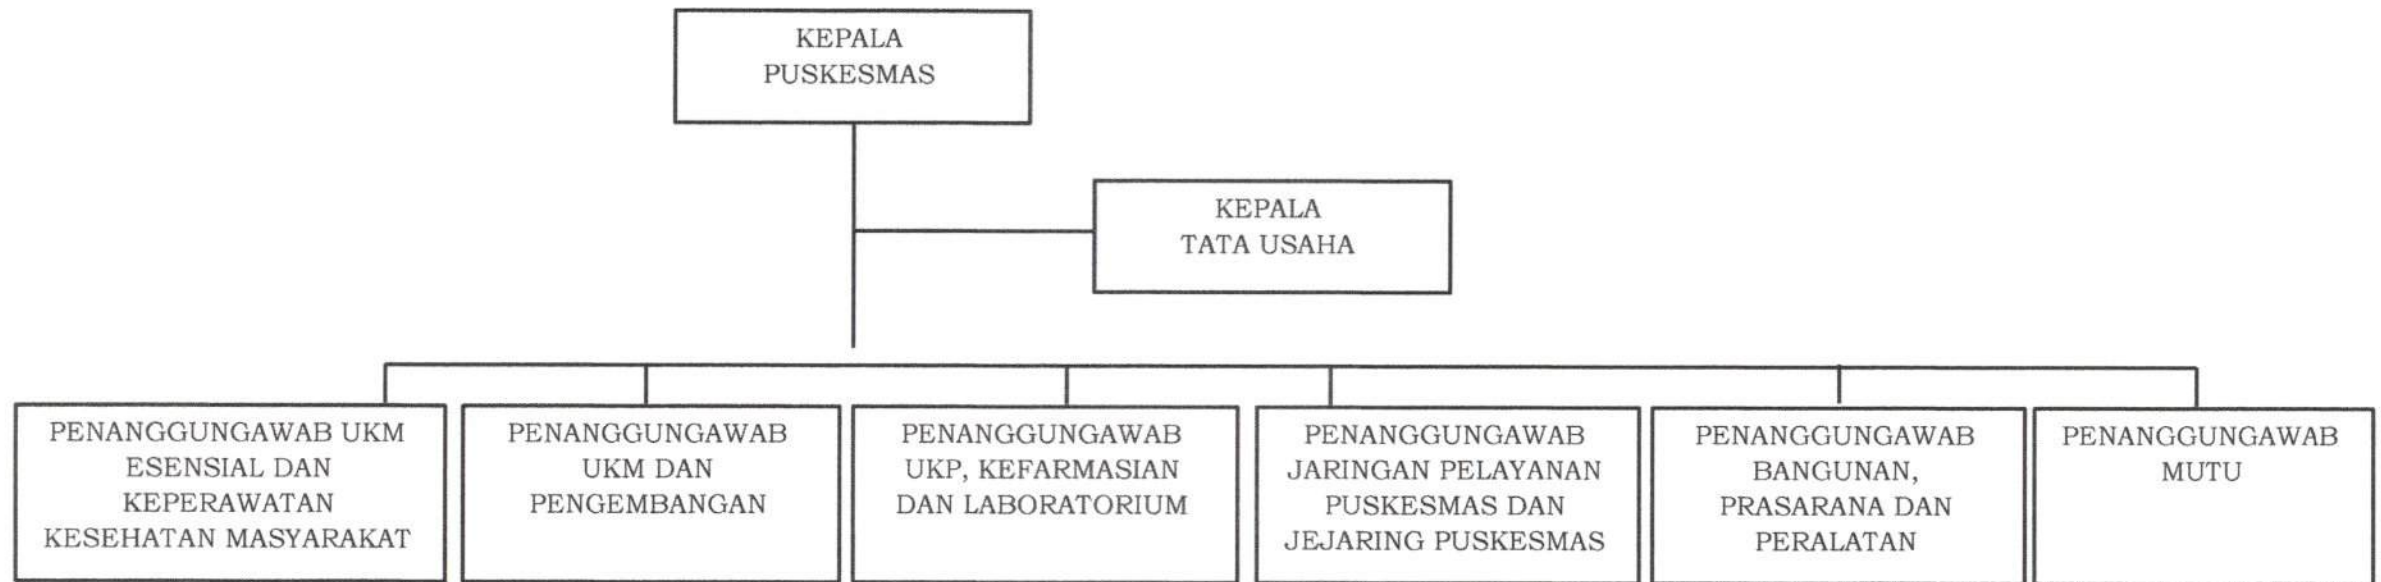 KEPALA
PUSKESMAS
KEPALA
TATA USAHA
PENANGGUNGAWAB UKM
ESENSIAL DAN
KEPERAWATAN
KESEHATAN MASYARAKAT
PENANGGUNGAWAB
UKM DAN
PENGEMBANGAN
PENANGGUNGAWAB
UKP, KEFARMASIAN
DAN LABORATORIUM
PENANGGUNGAWAB
JARINGAN PELAYANAN
PUSKESMAS DAN
JEJARING PUSKESMAS
PENANGGUNGAWAB
BANGUNAN,
PRASARANA DAN
PERALATAN
PENANGGUNGAWAB
MUTU